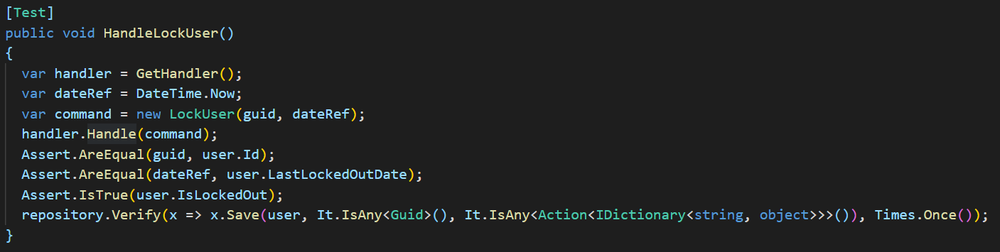 [Test]
public void HandleLockUser()
{
  var handler = GetHandler();
  var dateRef = DateTime.Now;
  var command = new LockUser(guid, dateRef);
  handler.Handle(command);
  Assert.AreEqual(guid, user.Id);
  Assert.AreEqual(dateRef, user.LastLockedOutDate);
  Assert.IsTrue(user.IsLockedOut);
  repository.Verify(x => x.Save(user, It.IsAny<Guid>(), It.IsAny<Action<IDictionary<string, object>>>()), Times.Once());
}